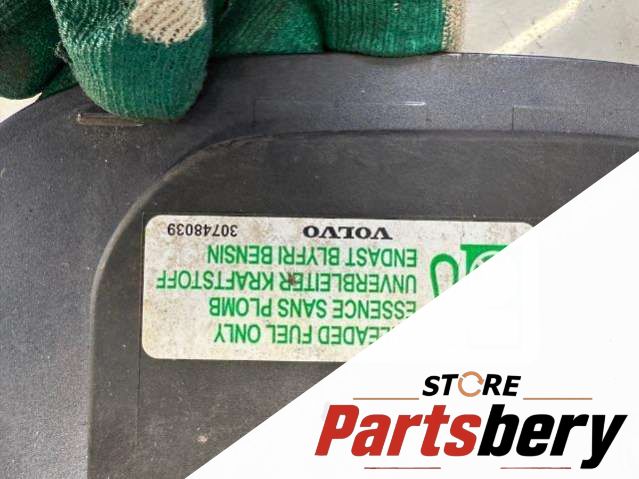 LEADED FUEL ONLY
ESSENCE SANS PLOMB
UNVERBLEITER KRAFTSTOFF
ENDAST BLYFRI BENSIN
VOLVO 30748039
STORE
Partsbery